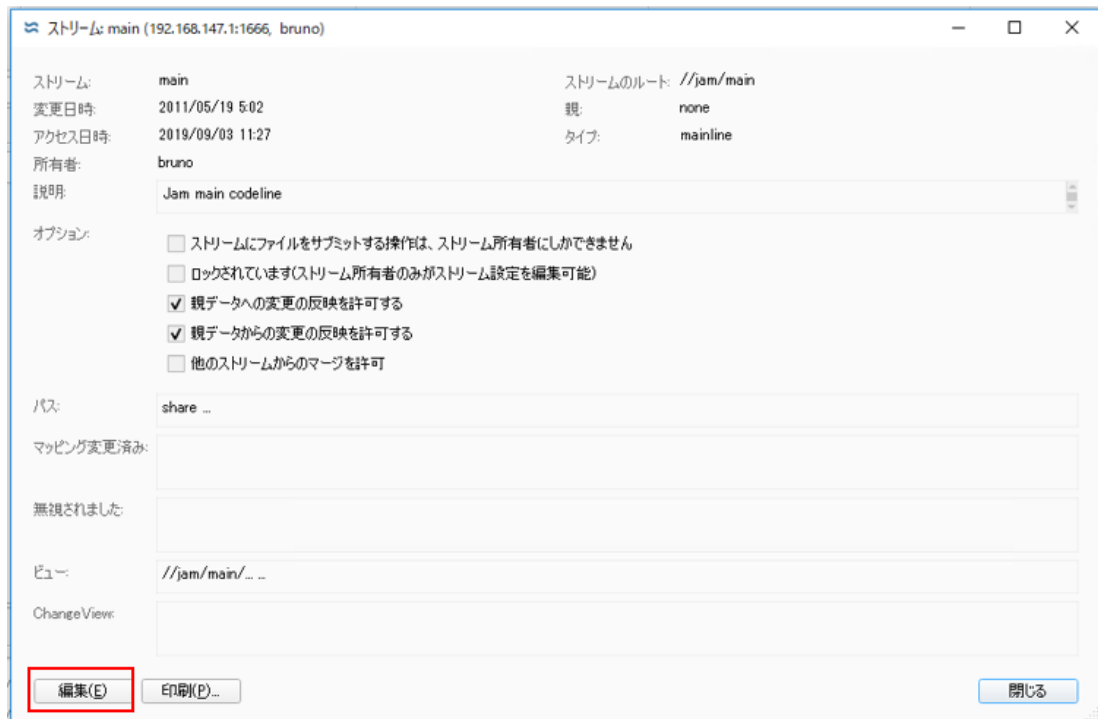 ストリーム: main (192.168.147.1:1666, bruno)
ストリーム: main ストリームのルート: //jam/main
変更日時: 2011/05/19 5:02 親: none
アクセス日時: 2019/09/03 11:27 タイプ: mainline
所有者: bruno
説明: Jam main codeline
オプション:
ストリームにファイルをサブミットする操作は、ストリーム所有者にしかできません
ロックされています(ストリーム所有者のみがストリーム設定を編集可能)
親データへの変更の反映を許可する
親データからの変更の反映を許可する
他のストリームからのマージを許可
パス: share ...
マッピング変更済み:
無視されました:
ビュー: //jam/main/... ...
ChangeView:
編集(E) 印刷(P)... 閉じる